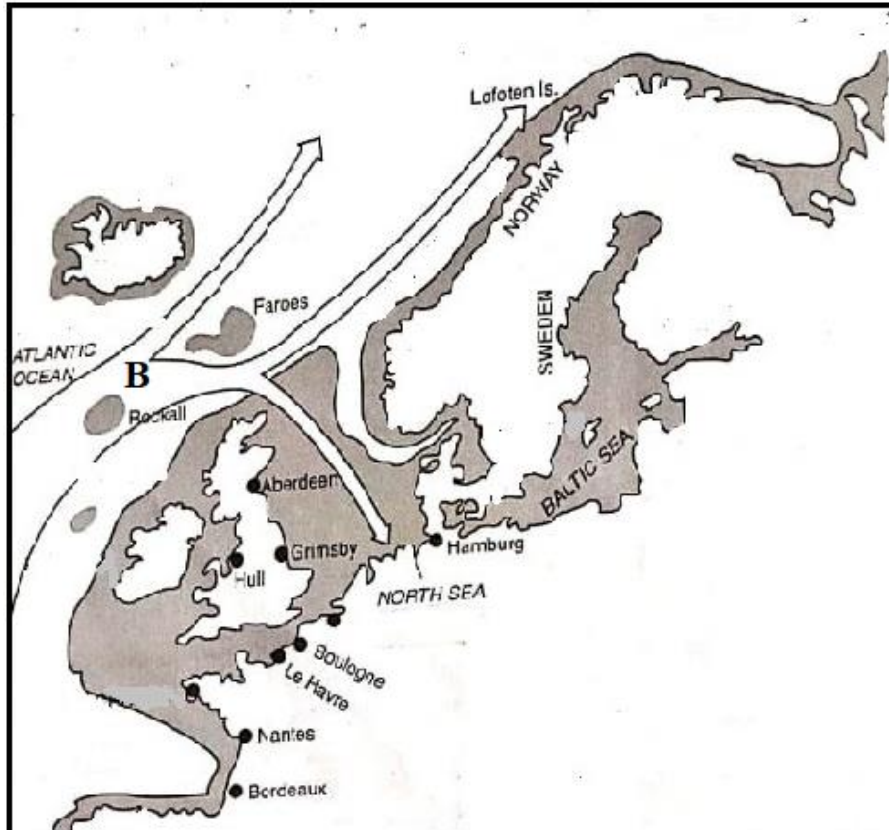 Lofoten Is.
NORWAY
Faroes
SWEDEN
ATLANTIC
OCEAN
B
Rockall
BALTIC SEA
Aberdeen
Grimsby
Hull
Hamburg
NORTH SEA
Boulogne
Le Havre
Nantes
Bordeaux